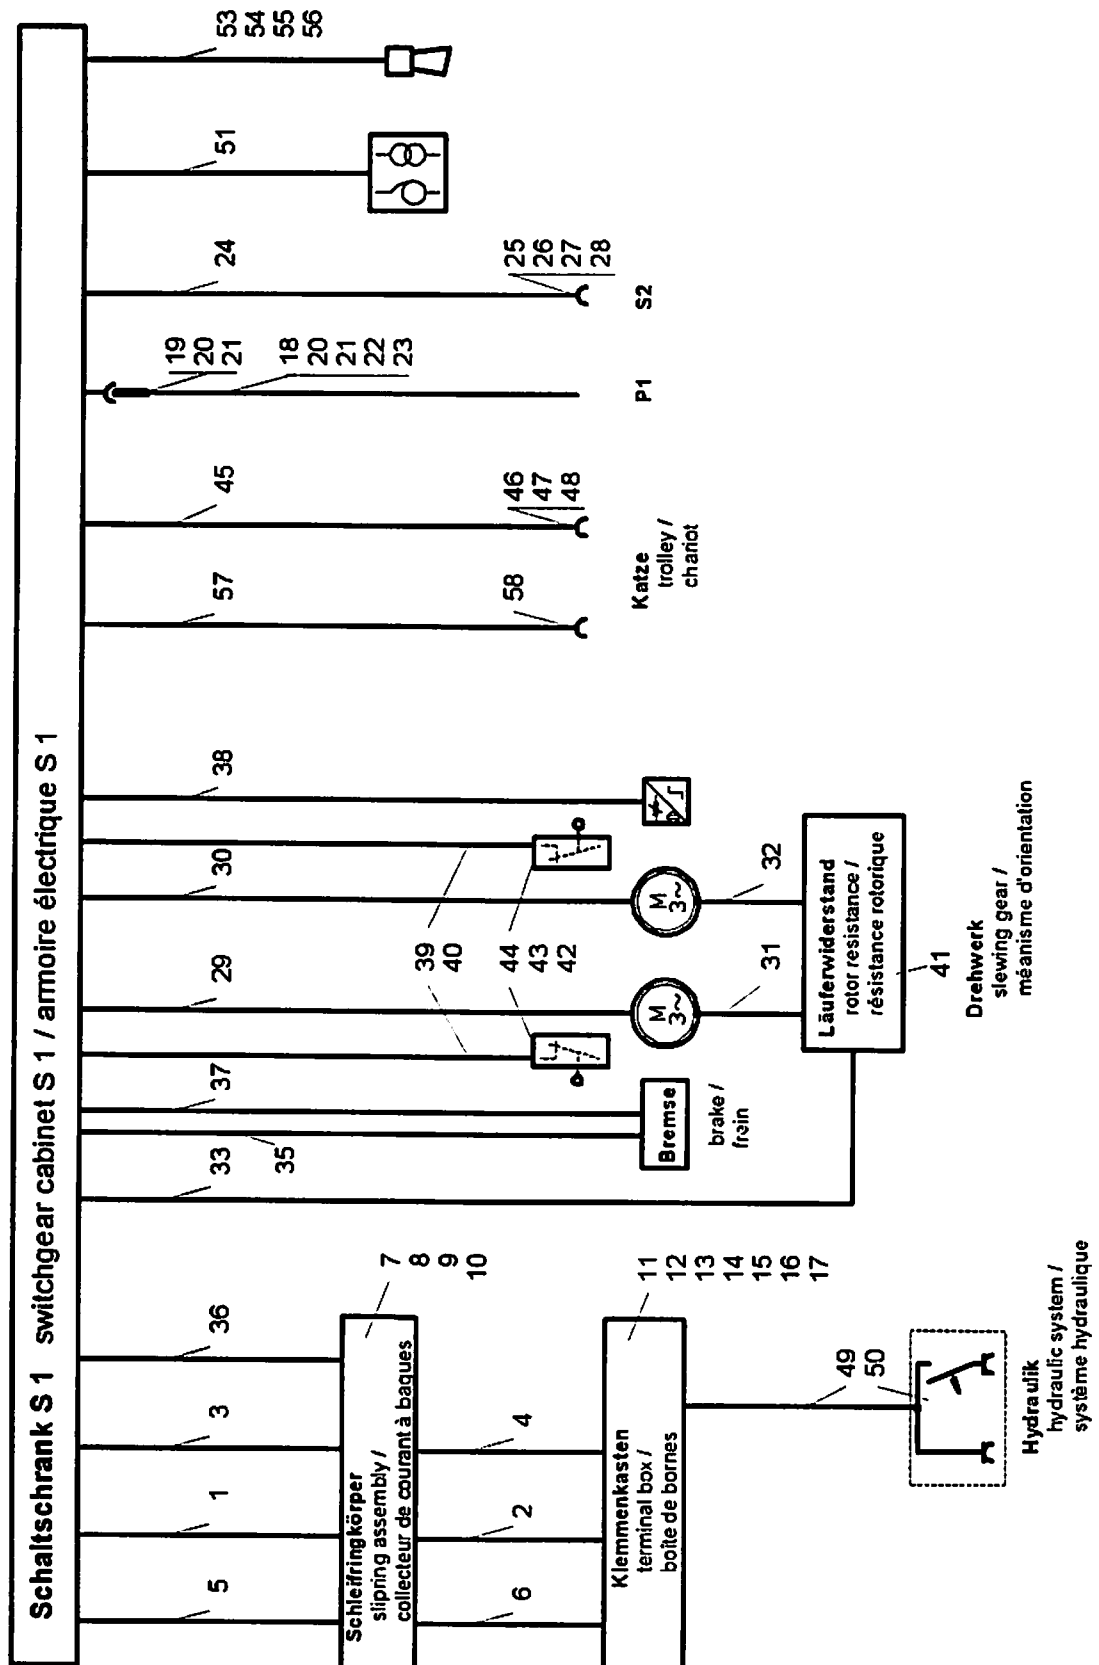 Schaltschrank S 1 switchgear cabinet S 1 / armoire électrique S 1
5
1
3
36
33
35
37
29
30
38
57
45
19
20
21
18
20
21
22
23
24
51
53
54
55
56
Schleifringkörper
slipring assembly /
collecteur de courant à baques
7
8
9
10
6
2
4
Klemmenkasten
terminal box /
boîte de bornes
11
12
13
14
15
16
17
49
50
Hydraulik
hydraulic system /
système hydraulique
Bremse
brake /
frein
39
40
44
43
42
M
3~
M
3~
31
32
Läuferwiderstand
rotor resistance /
résistance rotorique
41
Drehwerk
slewing gear /
méanisme d'orientation
58
46
47
48
Katze
trolley /
chariot
P1
25
26
27
28
S2